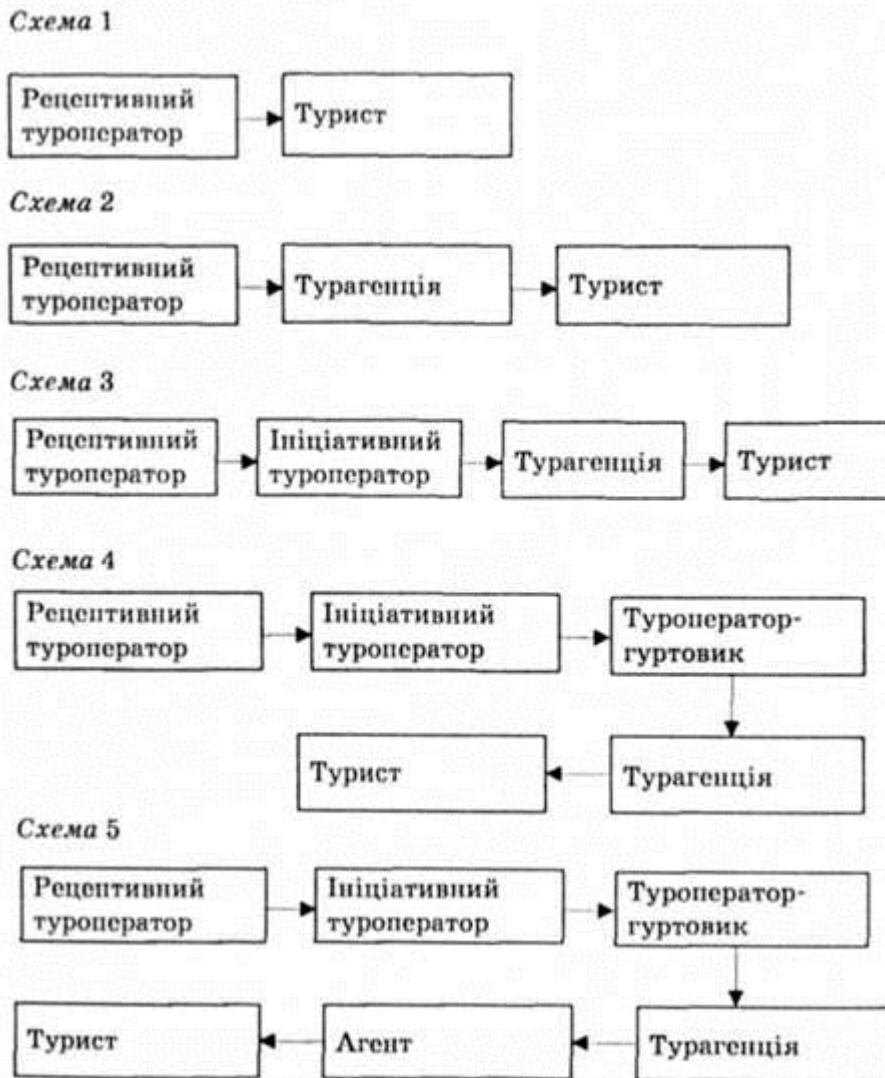 Схема 1
Рецептивний
туроператор
Турист
Схема 2
Рецептивний
туроператор
Турагенція
Турист
Схема 3
Рецептивний
туроператор
Ініціативний
туроператор
Турагенція
Турист
Схема 4
Рецептивний
туроператор
Ініціативний
туроператор
Туроператор-
гуртовик
Турист
Турагенція
Схема 5
Рецептивний
туроператор
Ініціативний
туроператор
Туроператор-
гуртовик
Турист
Агент
Турагенція